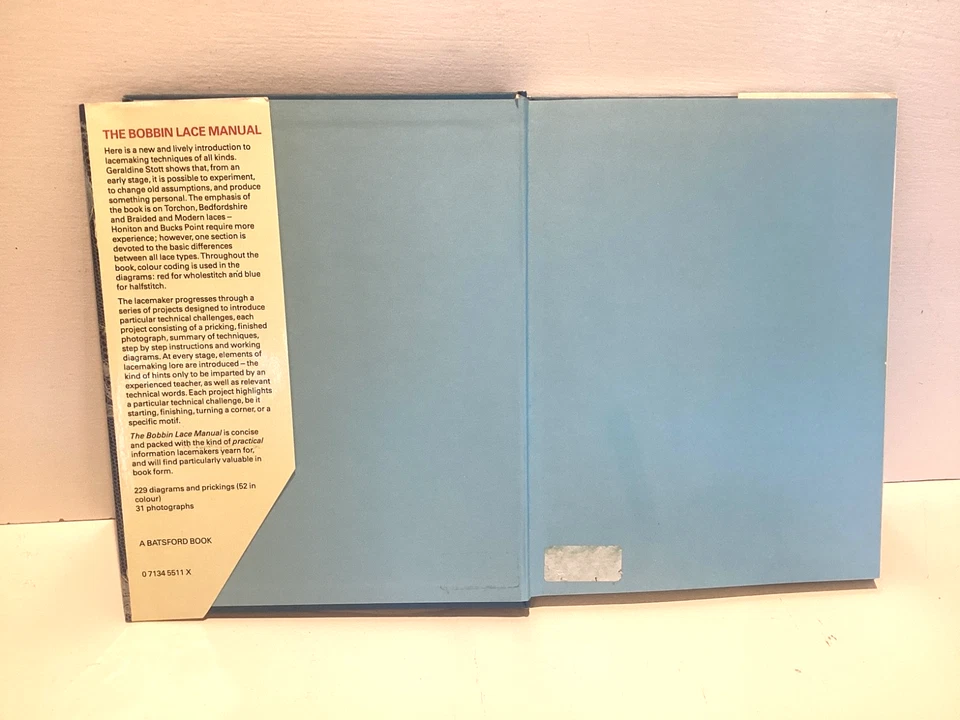 THE BOBBIN LACE MANUAL
Here is a new and lively introduction to
lacemaking techniques of all kinds.
Geraldine Stott shows that, from an
early stage, it is possible to experiment,
to change old assumptions, and produce
something personal. The emphasis of
the book is on Torchon, Bedfordshire
and Braided and Modern laces –
Honiton and Bucks Point require more
experience; however, one section is
devoted to the basic differences
between all lace types. Throughout the
book, colour coding is used in the
diagrams: red for wholestitch and blue
for halfstitch.
The lacemaker progresses through a
series of projects designed to introduce
particular technical challenges, each
project consisting of a pricking, finished
photograph, summary of techniques,
step by step instructions and working
diagrams. At every stage, elements of
lacemaking lore are introduced – the
kind of hints only to be imparted by an
experienced teacher, as well as relevant
technical words. Each project highlights
a particular technical challenge, be it
starting, finishing, turning a corner, or a
specific motif.
The Bobbin Lace Manual is concise
and packed with the kind of practical
information lacemakers yearn for,
and will find particularly valuable in
book form.
229 diagrams and prickings (52 in
colour)
31 photographs
A BATSFORD BOOK
0 7134 5511 X